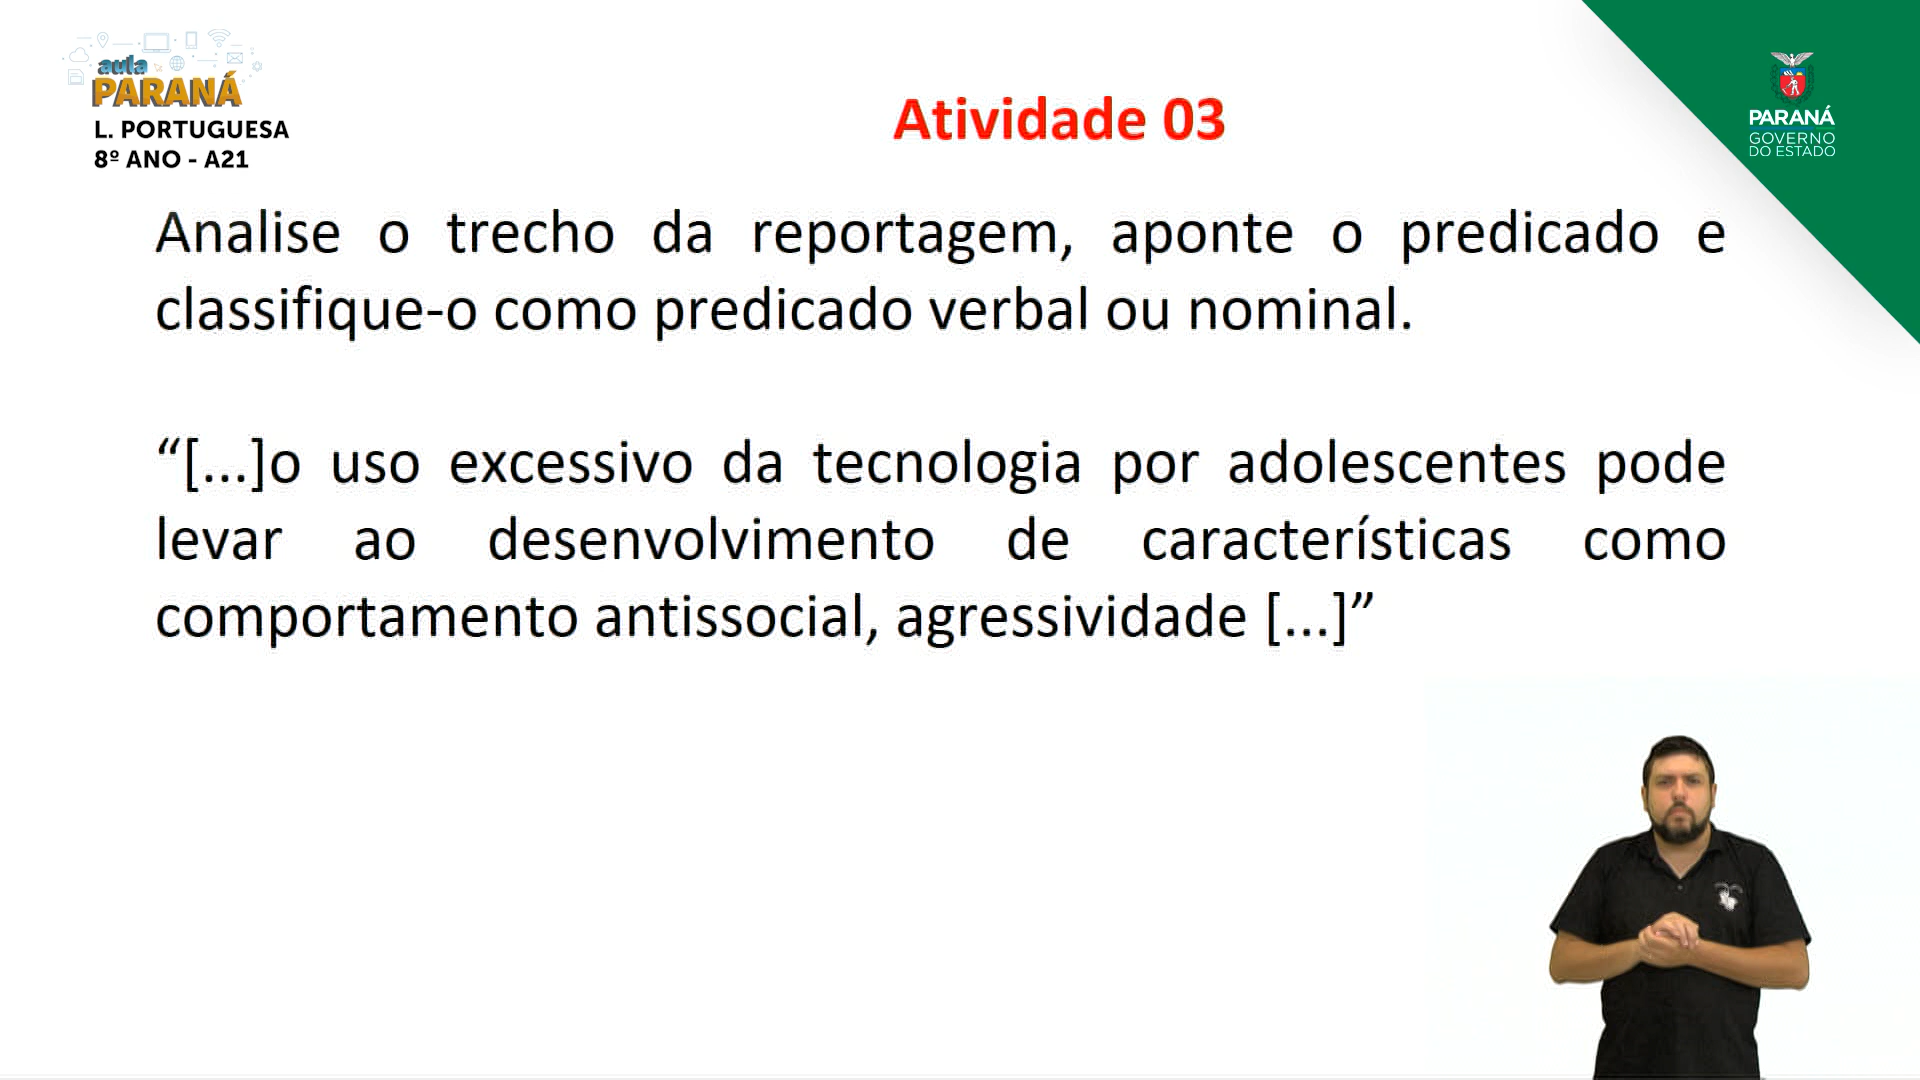 aula
PARANÁ
L. PORTUGUESA
8º ANO - A21
Atividade 03
PARANÁ
GOVERNO
DO ESTADO
Analise o trecho da reportagem, aponte o predicado e
classifique-o como predicado verbal ou nominal.
“[...]o uso excessivo da tecnologia por adolescentes pode
levar ao desenvolvimento de características como
comportamento antissocial, agressividade [...]”